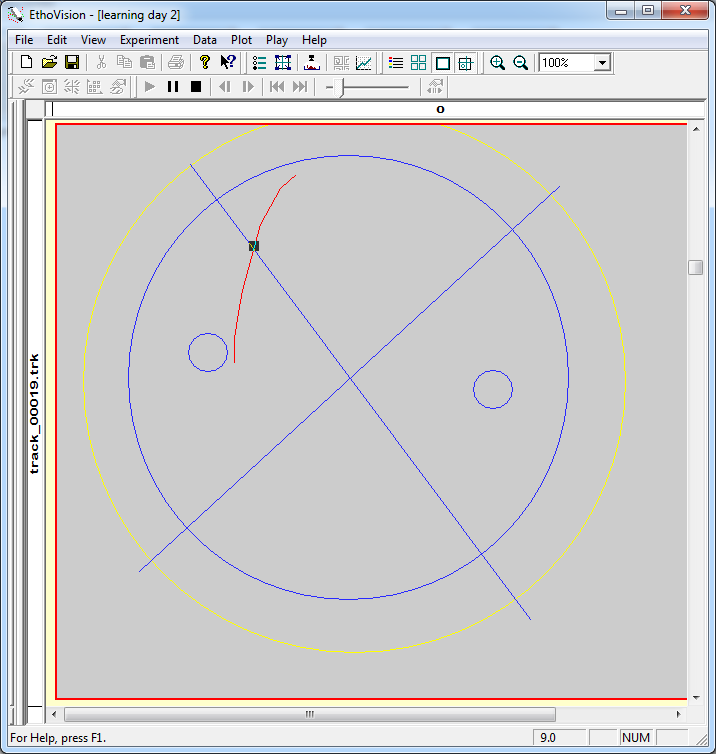 EthoVision - [learning day 2]
File Edit View Experiment Data Plot Play Help
100%
o
track_00019.trk
For Help, press F1.
9.0
NUM